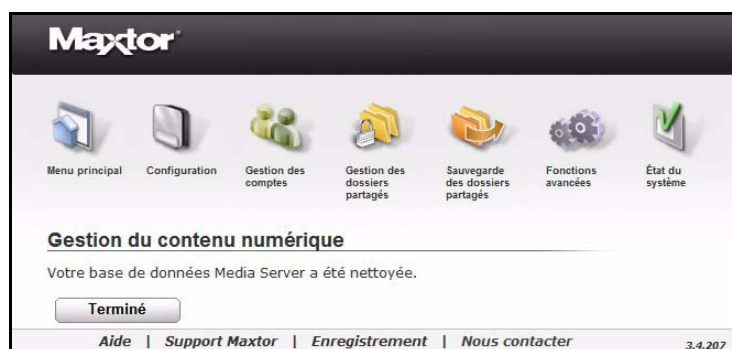 Maxtor
Menu principal
Configuration
Gestion des
comptes
Gestion des
dossiers
partagés
Sauvegarde
des dossiers
partagés
Fonctions
avancées
État du
système
Gestion du contenu numérique
Votre base de données Media Server a été nettoyée.
Terminé
Aide | Support Maxtor | Enregistrement | Nous contacter
3.4.207